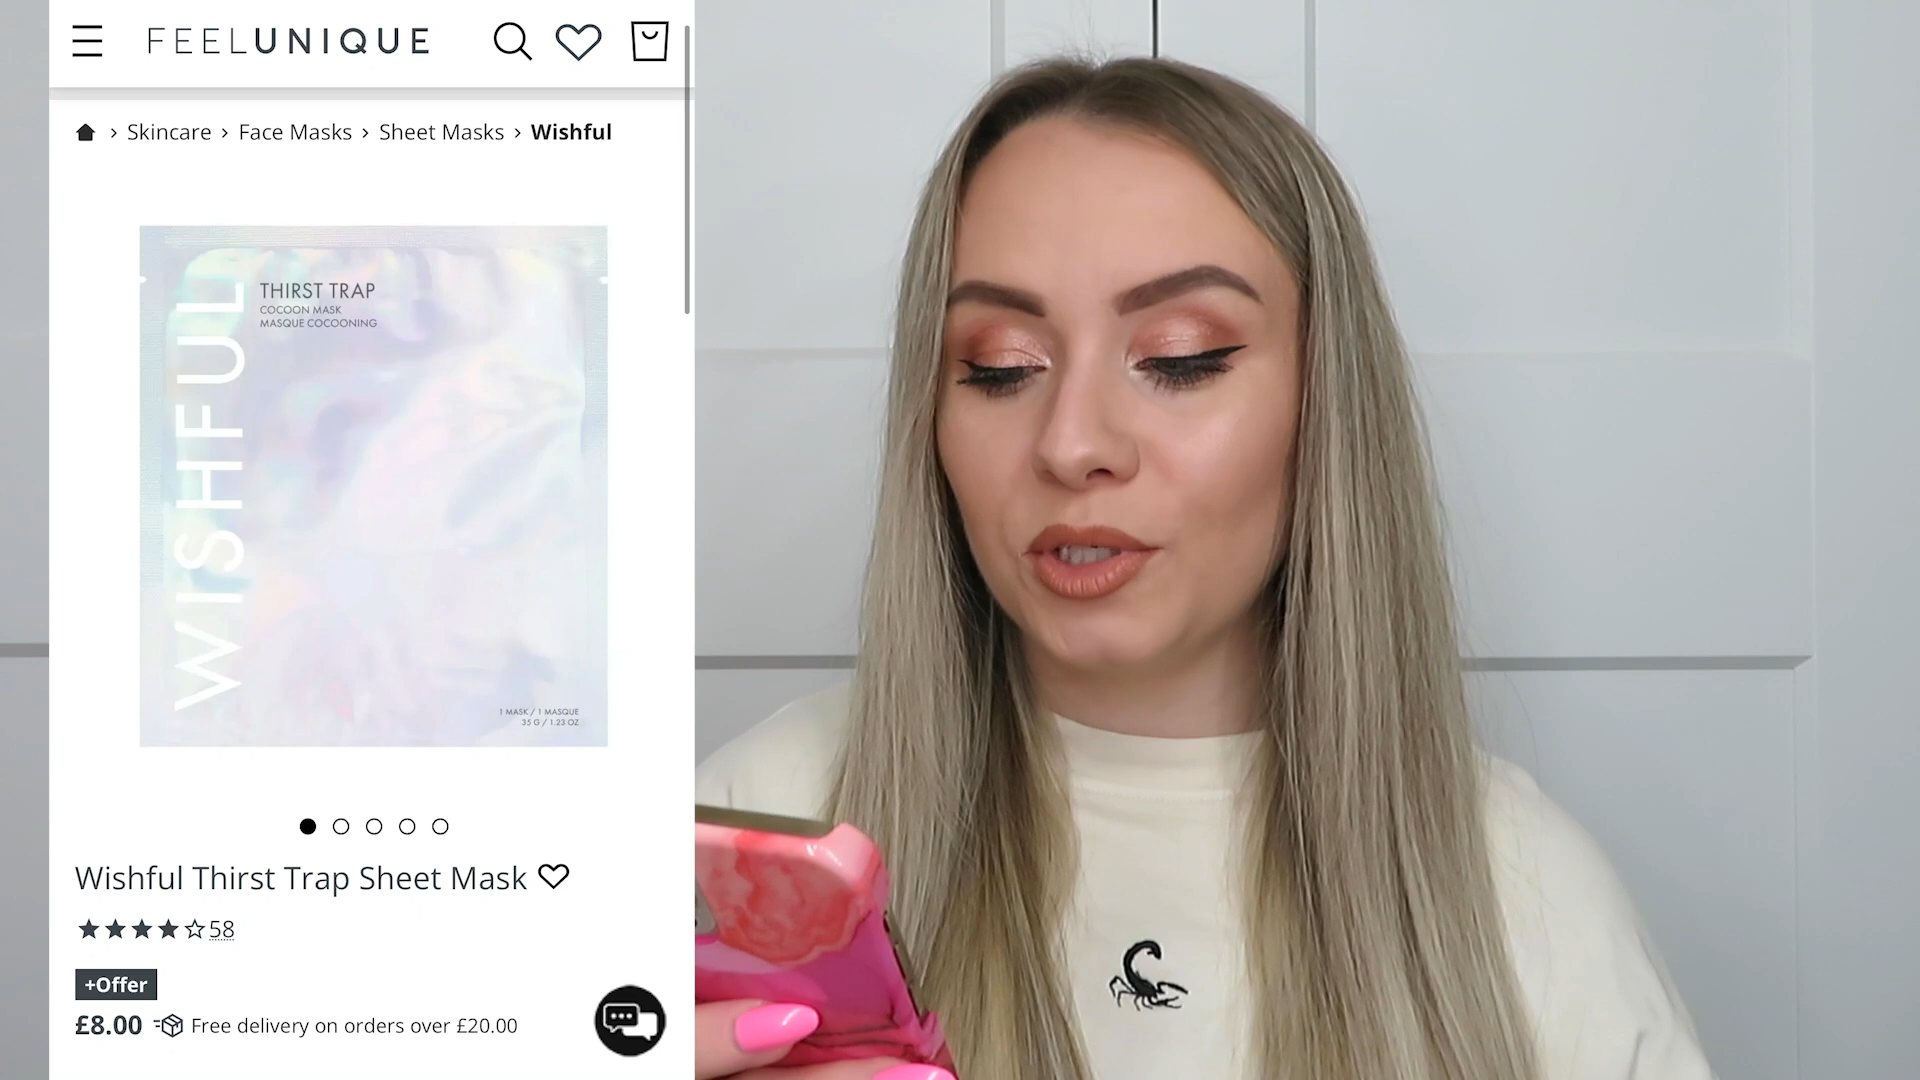 FEELUNIQUE
Skincare > Face Masks > Sheet Masks > Wishful
WISHFUL
THIRST TRAP
COCOON MASK
MASQUE COCOONING
1 MASK / 1 MASQUE
35 G / 1.23 OZ
Wishful Thirst Trap Sheet Mask
58
+Offer
£8.00 Free delivery on orders over £20.00